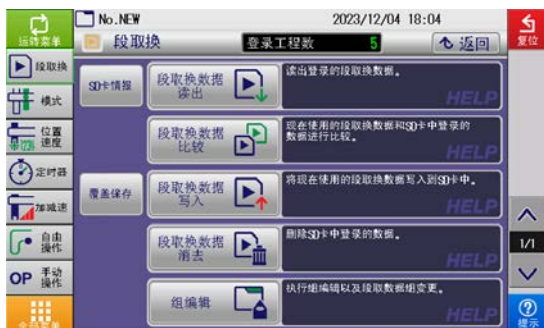 No.NEW 2023/12/04 18:04
运转菜单
复位
段取换 登录工程数 5 返回
段取换
SD卡情报
段取换数据
读出
读出登录的段取换数据。
HELP
模式
位置
速度
段取换数据
比较
现在使用的段取换数据和SD卡中登录的
数据进行比较。
HELP
定时器
覆盖保存
段取换数据
写入
将现在使用的段取换数据写入到SD卡中。
HELP
加减速
自由
操作
段取换数据
消去
删除SD卡中登录的数据。
HELP
1/1
OP 手动
操作
组编辑
执行组编辑以及段取数据组变更。
HELP
全部菜单
提示